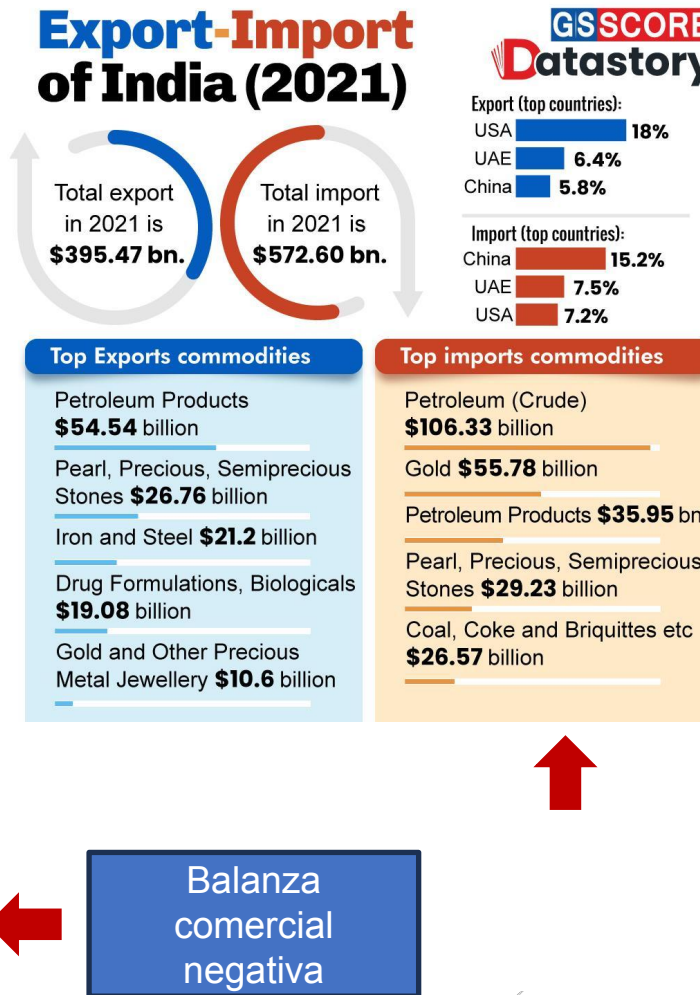 Export-Import
of India (2021)
GSSCORE
Datastory
Total export
in 2021 is
$395.47 bn.
Total import
in 2021 is
$572.60 bn.
Export (top countries):
USA 18%
UAE 6.4%
China 5.8%
Import (top countries):
China 15.2%
UAE 7.5%
USA 7.2%
Top Exports commodities
Petroleum Products
$54.54 billion
Pearl, Precious, Semiprecious
Stones $26.76 billion
Iron and Steel $21.2 billion
Drug Formulations, Biologicals
$19.08 billion
Gold and Other Precious
Metal Jewellery $10.6 billion
Top imports commodities
Petroleum (Crude)
$106.33 billion
Gold $55.78 billion
Petroleum Products $35.95 bn
Pearl, Precious, Semiprecious
Stones $29.23 billion
Coal, Coke and Briquittes etc
$26.57 billion
Balanza
comercial
negativa